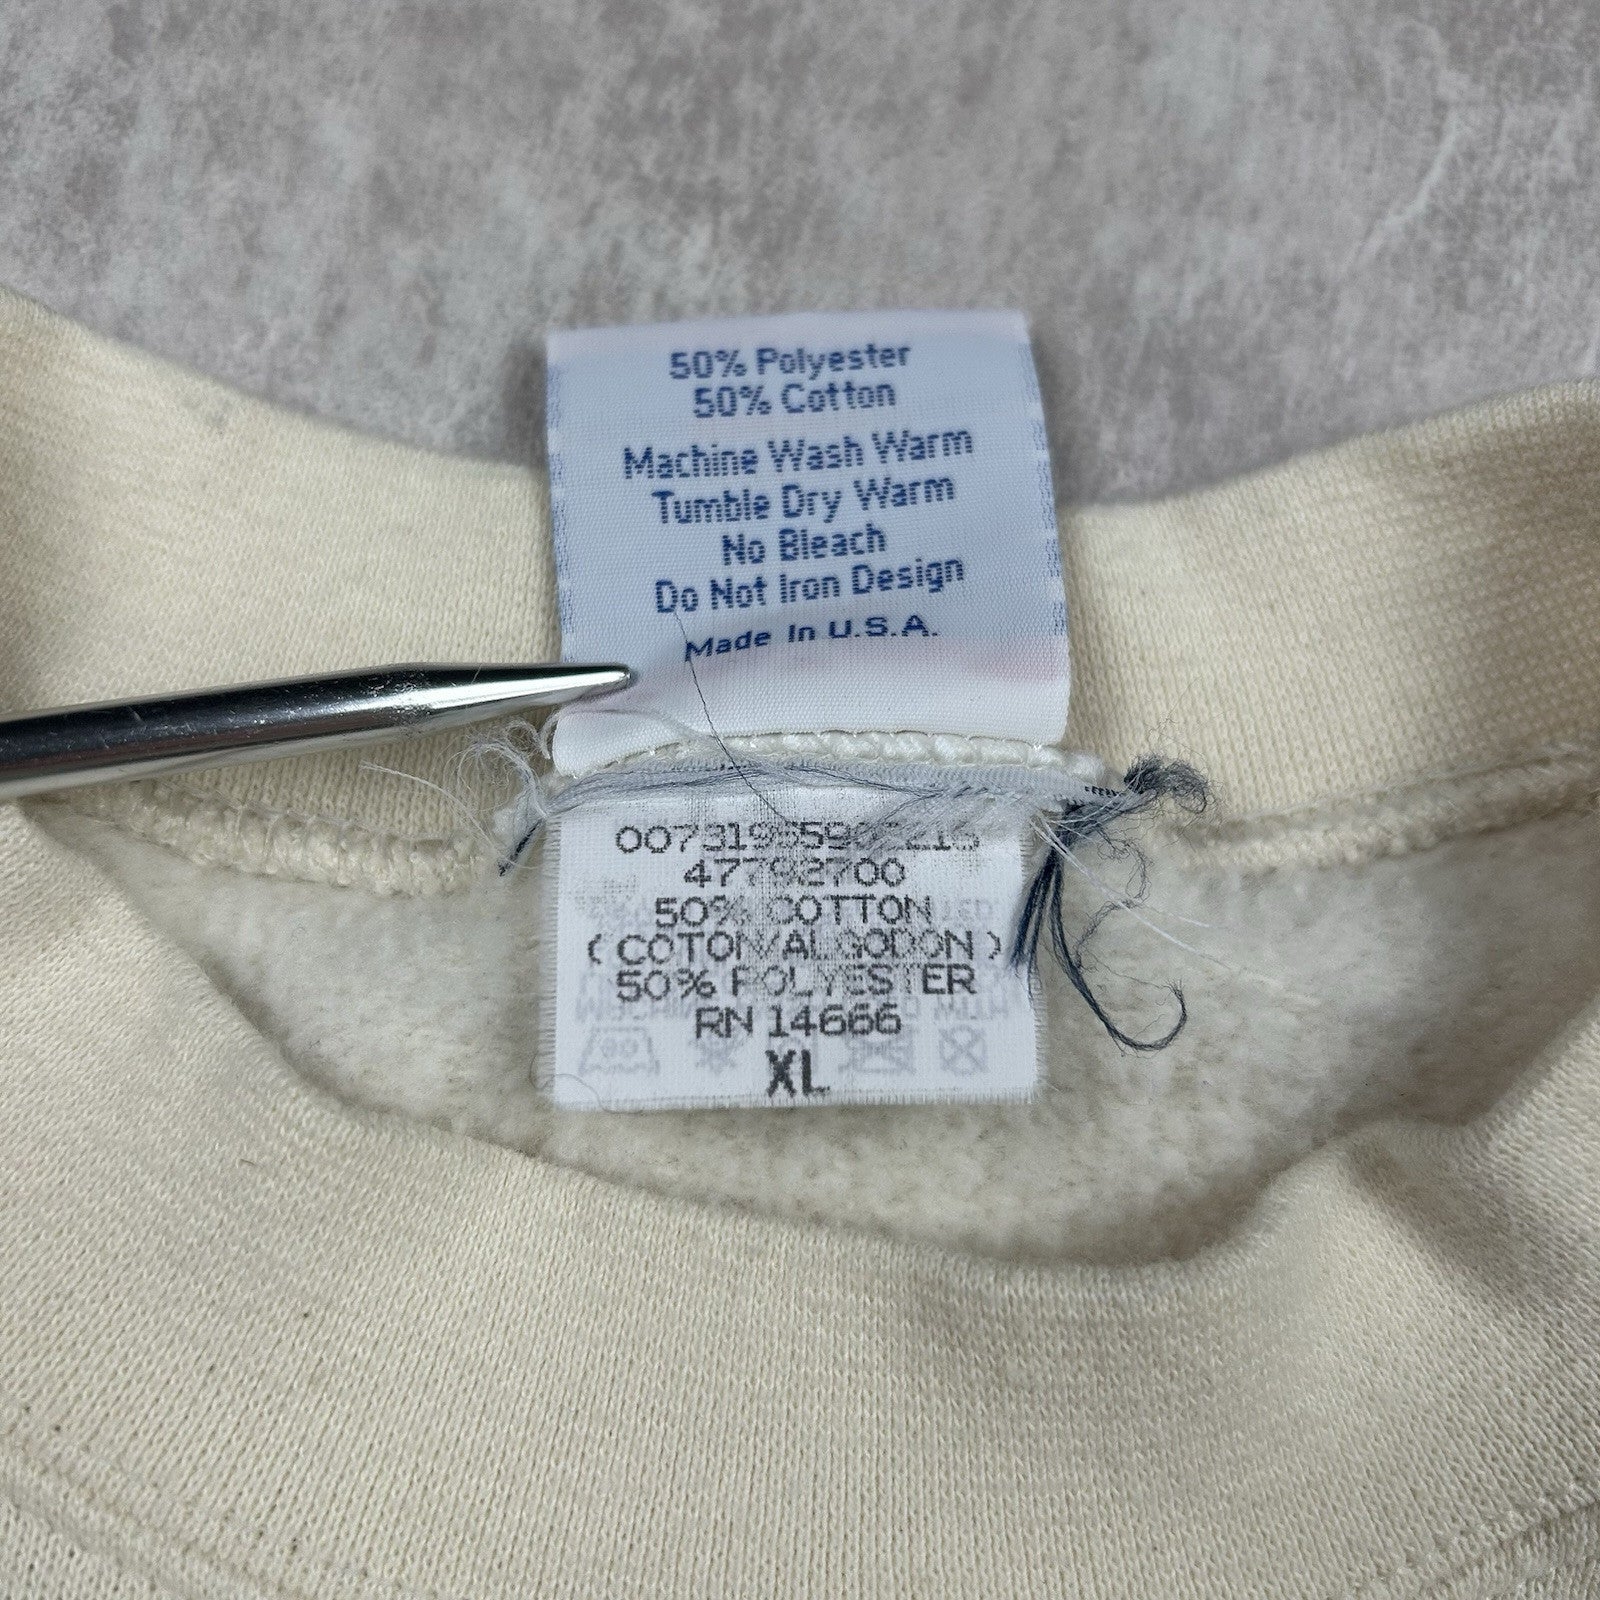 50% Polyester
50% Cotton
Machine Wash Warm
Tumble Dry Warm
No Bleach
Do Not Iron Design
Made In U.S.A.
47792700
50% COTTON
( COTON/ALGODON )
50% POLYESTER
RN 14666
XL